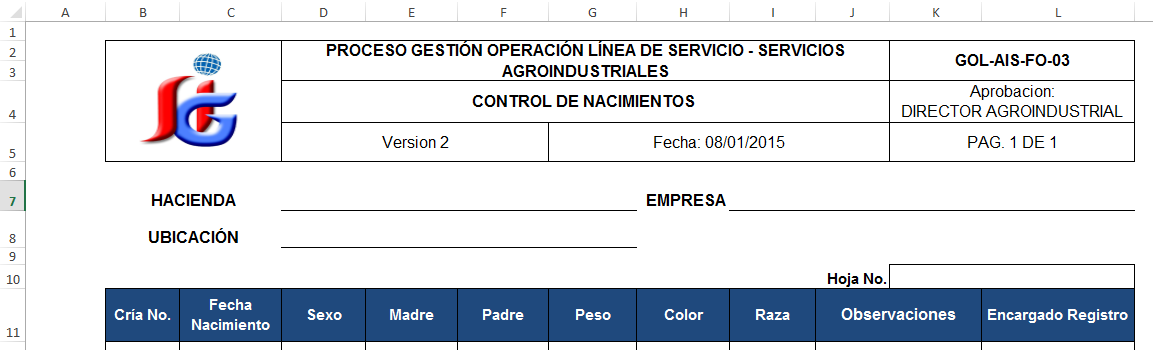 A B C D E F G H I J K L
1
2
3
4
5
6
7
8
9
10
11
PROCESO GESTIÓN OPERACIÓN LÍNEA DE SERVICIO - SERVICIOS
AGROINDUSTRIALES
GOL-AIS-FO-03
CONTROL DE NACIMIENTOS
Aprobacion:
DIRECTOR AGROINDUSTRIAL
Version 2
Fecha: 08/01/2015
PAG. 1 DE 1
HACIENDA
EMPRESA
UBICACIÓN
Hoja No.
Cría No.
Fecha
Nacimiento
Sexo
Madre
Padre
Peso
Color
Raza
Observaciones
Encargado Registro